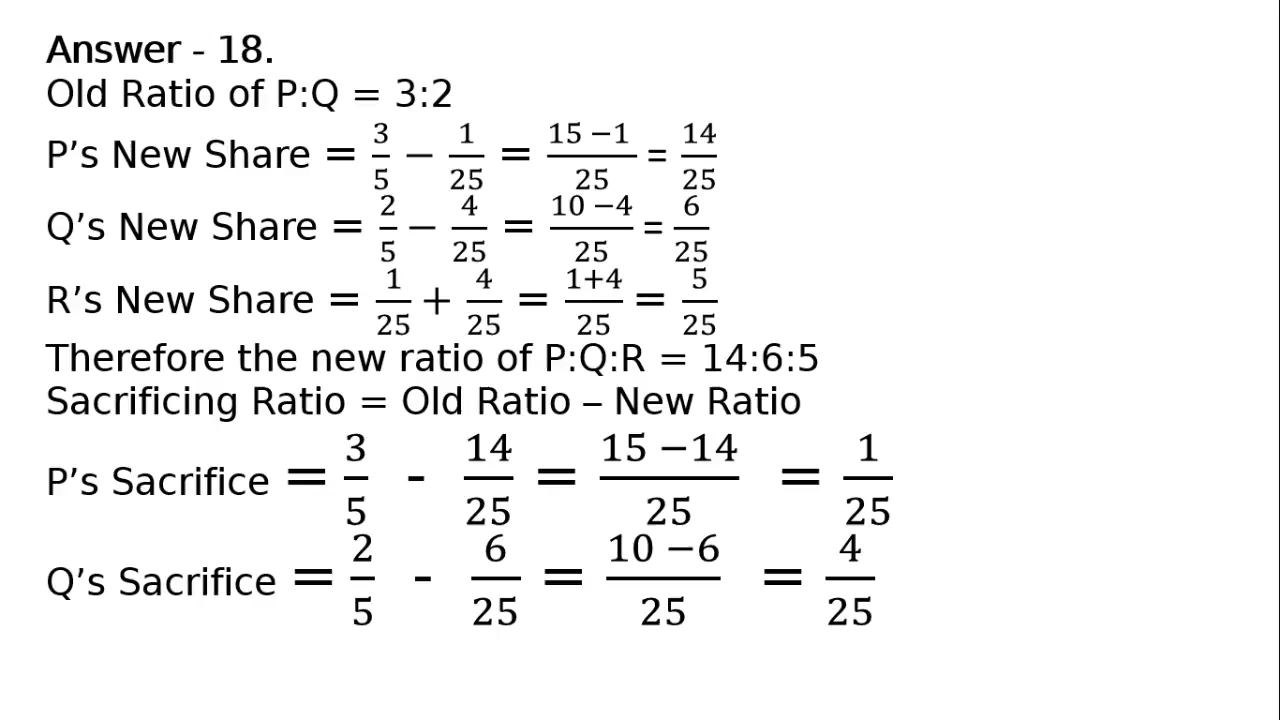 Answer - 18.
Old Ratio of P:Q = 3:2
P’s New Share = 3/5 − 1/25 = 15 −1/25 = 14/25
Q’s New Share = 2/5 − 4/25 = 10 −4/25 = 6/25
R’s New Share = 1/25 + 4/25 = 1+4/25 = 5/25
Therefore the new ratio of P:Q:R = 14:6:5
Sacrificing Ratio = Old Ratio – New Ratio
P’s Sacrifice = 3/5 - 14/25 = 15 −14/25 = 1/25
Q’s Sacrifice = 2/5 - 6/25 = 10 −6/25 = 4/25